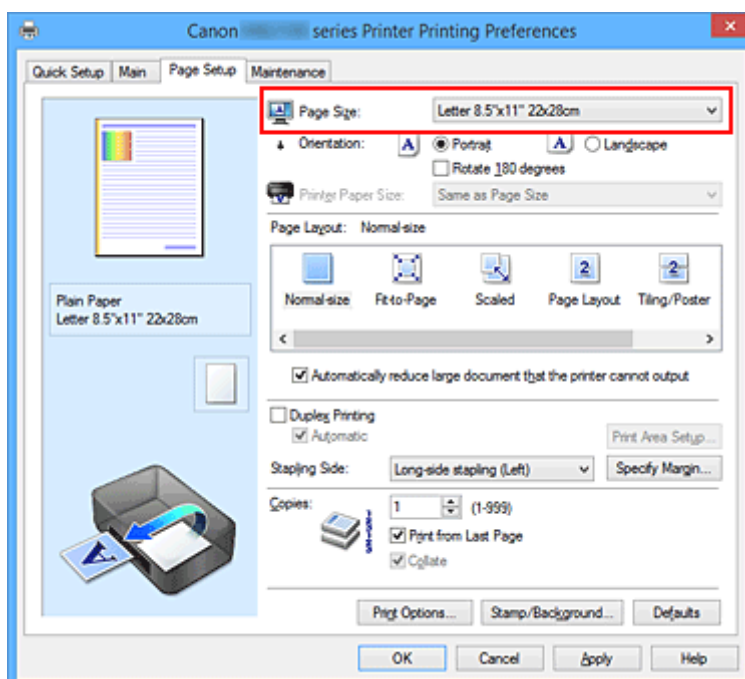 Canon series Printer Printing Preferences
Quick Setup Main Page Setup Maintenance
Page Size: Letter 8.5"x11" 22x28cm
Orientation: A Portrait A Landscape
Rotate 180 degrees
Printer Paper Size: Same as Page Size
Page Layout: Normal-size
2 2
Normal-size Fit-to-Page Scaled Page Layout Tiling/Poster
Plain Paper
Letter 8.5"x11" 22x28cm
Automatically reduce large document that the printer cannot output
Duplex Printing
Automatic Print Area Setup...
Stapling Side: Long-side stapling (Left) Specify Margin...
Copies: 1 (1-999)
Print from Last Page
Collate
A
Print Options... Stamp/Background... Defaults
OK Cancel Apply Help